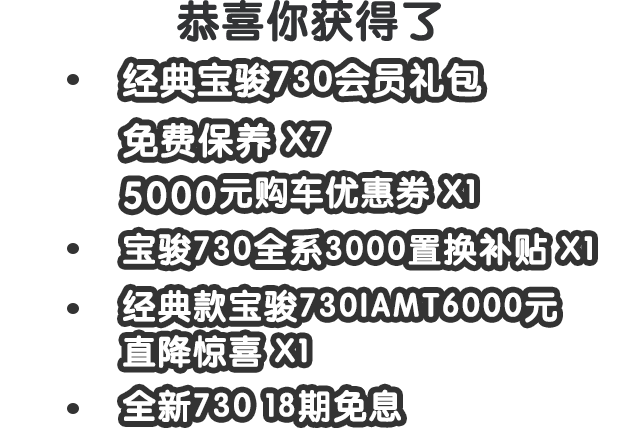 恭喜你获得了
• 经典宝骏730会员礼包
免费保养 X7
5000元购车优惠券 X1
• 宝骏730全系3000置换补贴 X1
• 经典款宝骏730IAMT6000元
直降惊喜 X1
• 全新730 18期免息